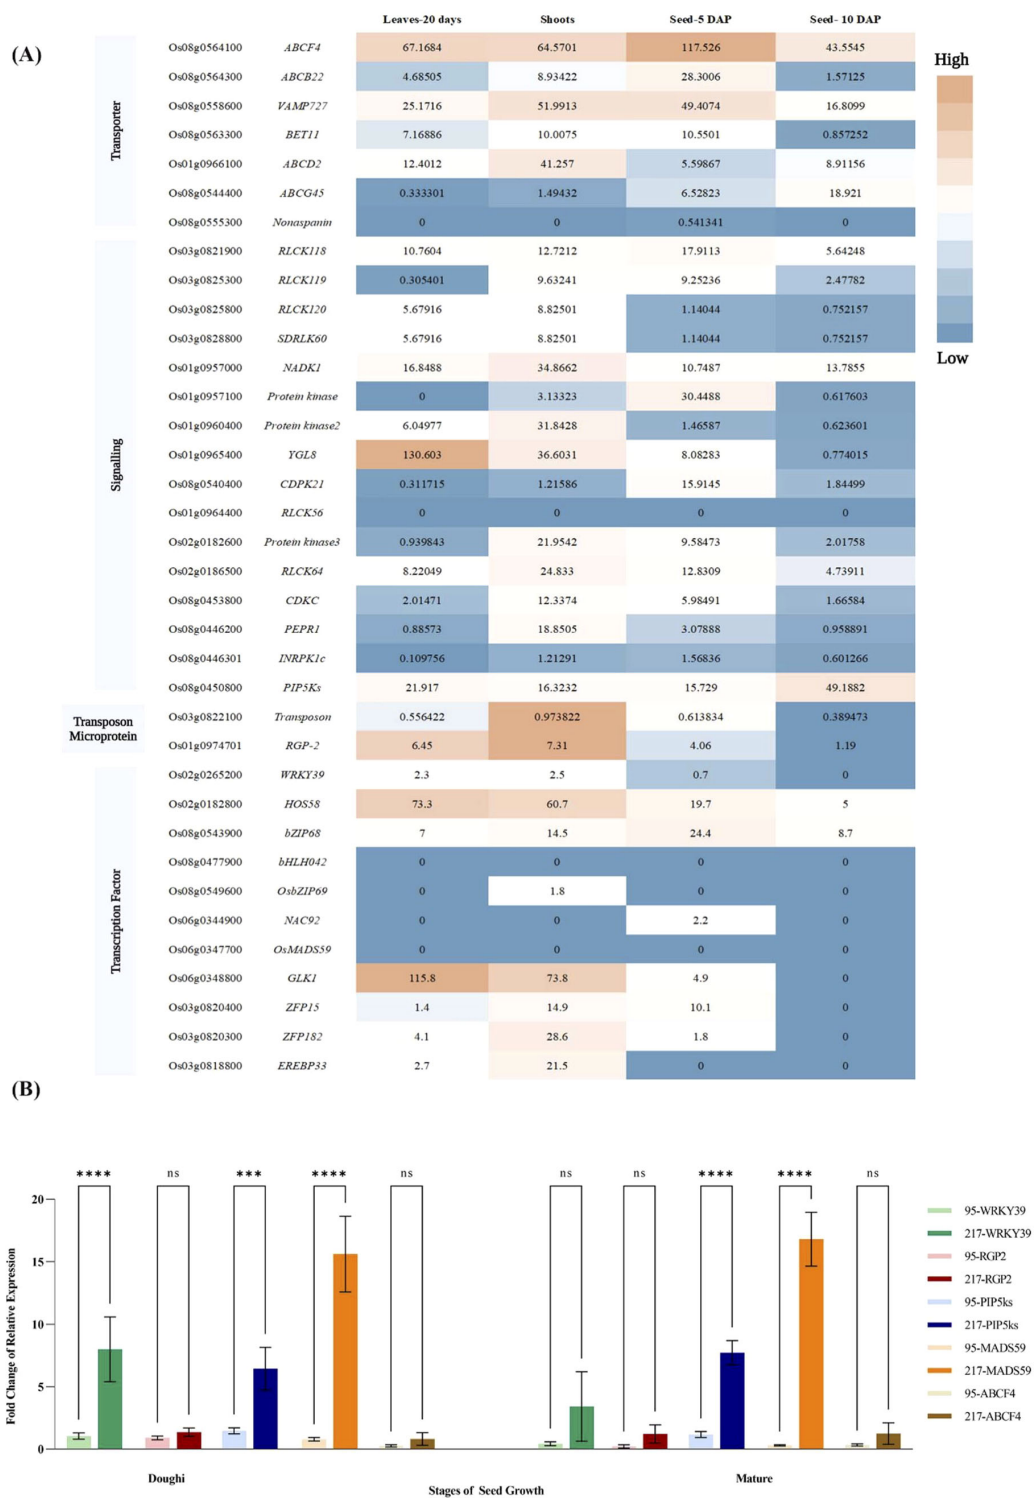 (A)
Leaves-20 days Shoots Seed-5 DAP Seed- 10 DAP
Transporter
Os08g0564100 ABCF4 67.1684 64.5701 117.526 43.5545
Os08g0564300 ABCB22 4.68505 8.93422 28.3006 1.57125
Os08g0558600 VAMP727 25.1716 51.9913 49.4074 16.8099
Os08g0563300 BET11 7.16886 10.0075 10.5501 0.857252
Os01g0966100 ABCD2 12.4012 41.257 5.59867 8.91156
Os08g0544400 ABCG45 0.333301 1.49432 6.52823 18.921
Os08g0555300 Nonaspanin 0 0 0.541341 0
Signalling
Os03g0821900 RLCK118 10.7604 12.7212 17.9113 5.64248
Os03g0825300 RLCK119 0.305401 9.63241 9.25236 2.47782
Os03g0825800 RLCK120 5.67916 8.82501 1.14044 0.752157
Os03g0828800 SDRLK60 5.67916 8.82501 1.14044 0.752157
Os01g0957000 NADK1 16.8488 34.8662 10.7487 13.7855
Os01g0957100 Protein kinase 0 3.13323 30.4488 0.617603
Os01g0960400 Protein kinase2 6.04977 31.8428 1.46587 0.623601
Os01g0965400 YGL8 130.603 36.6031 8.08283 0.774015
Os08g0540400 CDPK21 0.311715 1.21586 15.9145 1.84499
Os01g0964400 RLCK56 0 0 0 0
Os02g0182600 Protein kinase3 0.939843 21.9542 9.58473 2.01758
Os02g0186500 RLCK64 8.22049 24.833 12.8309 4.73911
Os08g0453800 CDKC 2.01471 12.3374 5.98491 1.66584
Os08g0446200 PEPR1 0.88573 18.8505 3.07888 0.958891
Os08g0446301 INRPK1c 0.109756 1.21291 1.56836 0.601266
Os08g0450800 PIP5Ks 21.917 16.3232 15.729 49.1882
Transposon
Microprotein
Os03g0822100 Transposon 0.556422 0.973822 0.613834 0.389473
Os01g0974701 RGP-2 6.45 7.31 4.06 1.19
Transcription Factor
Os02g0265200 WRKY39 2.3 2.5 0.7 0
Os02g0182800 HOS58 73.3 60.7 19.7 5
Os08g0543900 bZIP68 7 14.5 24.4 8.7
Os08g0477900 bHLH042 0 0 0 0
Os08g0549600 OsbZIP69 0 1.8 0 0
Os06g0344900 NAC92 0 0 2.2 0
Os06g0347700 OsMADS59 0 0 0 0
Os06g0348800 GLK1 115.8 73.8 4.9 0
Os03g0820400 ZFP15 1.4 14.9 10.1 0
Os03g0820300 ZFP182 4.1 28.6 1.8 0
Os03g0818800 EREBP33 2.7 21.5 0 0
High
Low
(B)
**** ns *** **** ns ns ns **** **** ns
Fold Change of Relative Expression
20
15
10
5
0
Doughi
Mature
Stages of Seed Growth
95-WRKY39
217-WRKY39
95-RGP2
217-RGP2
95-PIP5ks
217-PIP5ks
95-MADS59
217-MADS59
95-ABCF4
217-ABCF4